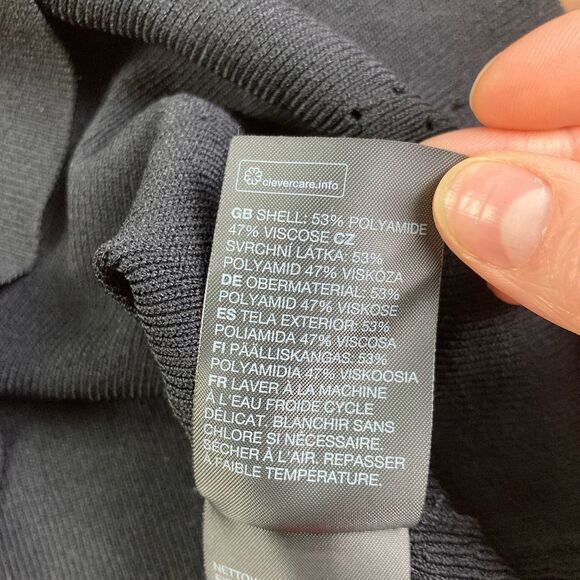 clevercare.info
GB SHELL: 53% POLYAMIDE
47% VISCOSE CZ
SVRCHNÍ LÁTKA: 53%
POLYAMID 47% VISKOZA
DE OBERMATERIAL: 53%
POLYAMID 47% VISKOSE
ES TELA EXTERIOR: 53%
POLIAMIDA 47% VISCOSA
FI PÄÄLLISKANGAS: 53%
POLYAMIDIA 47% VISKOOSIA
FR LAVER À LA MACHINE
À L'EAU FROIDE CYCLE
DÉLICAT. BLANCHIR SANS
CHLORE SI NÉCESSAIRE.
SÉCHER À L'AIR. REPASSER
À FAIBLE TEMPÉRATURE.